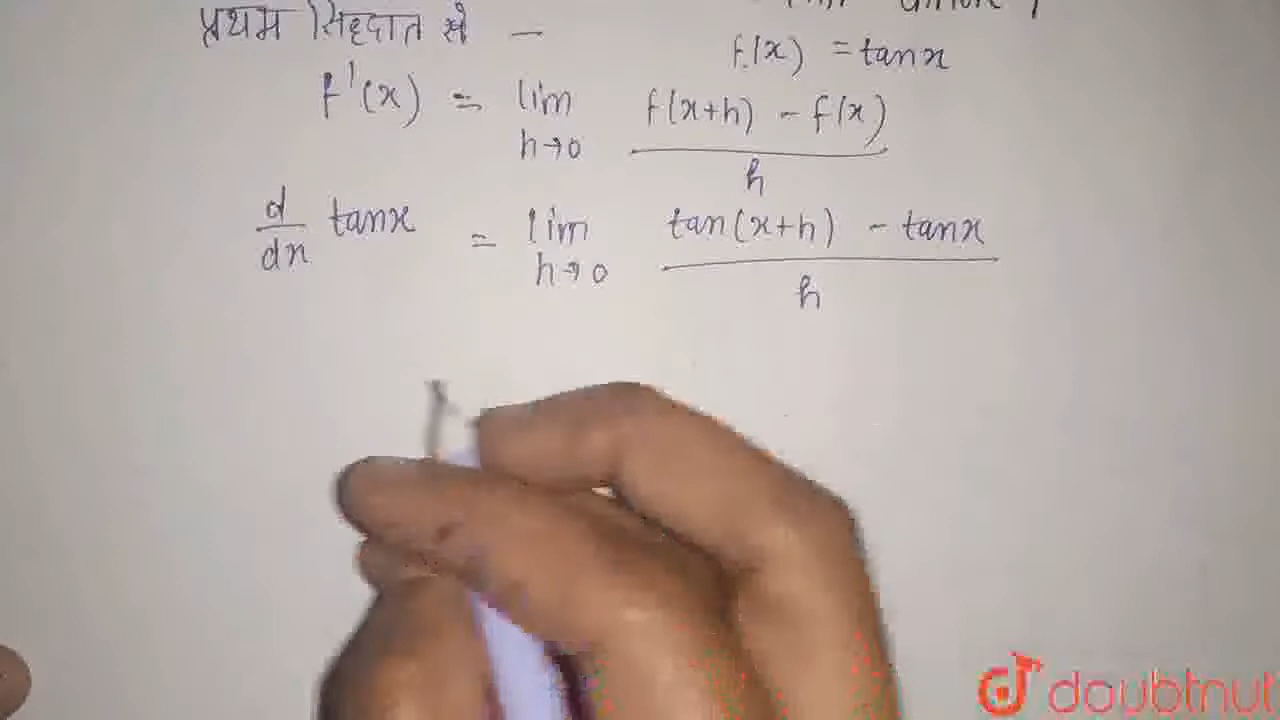 प्रथम सिद्दात से —
f(x) = tanx
f'(x) = lim h→0 f(x+h) - f(x) / h
d/dx tanx = lim h→0 tan(x+h) - tanx / h
doubtnut